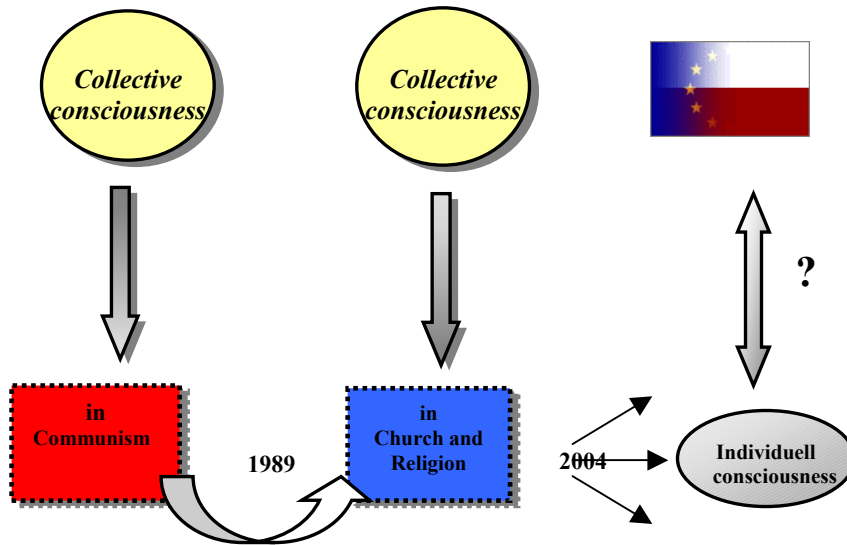 Collective
consciousness
Collective
consciousness
?
in
Communism
1989
in
Church and
Religion
2004
Individuell
consciousness